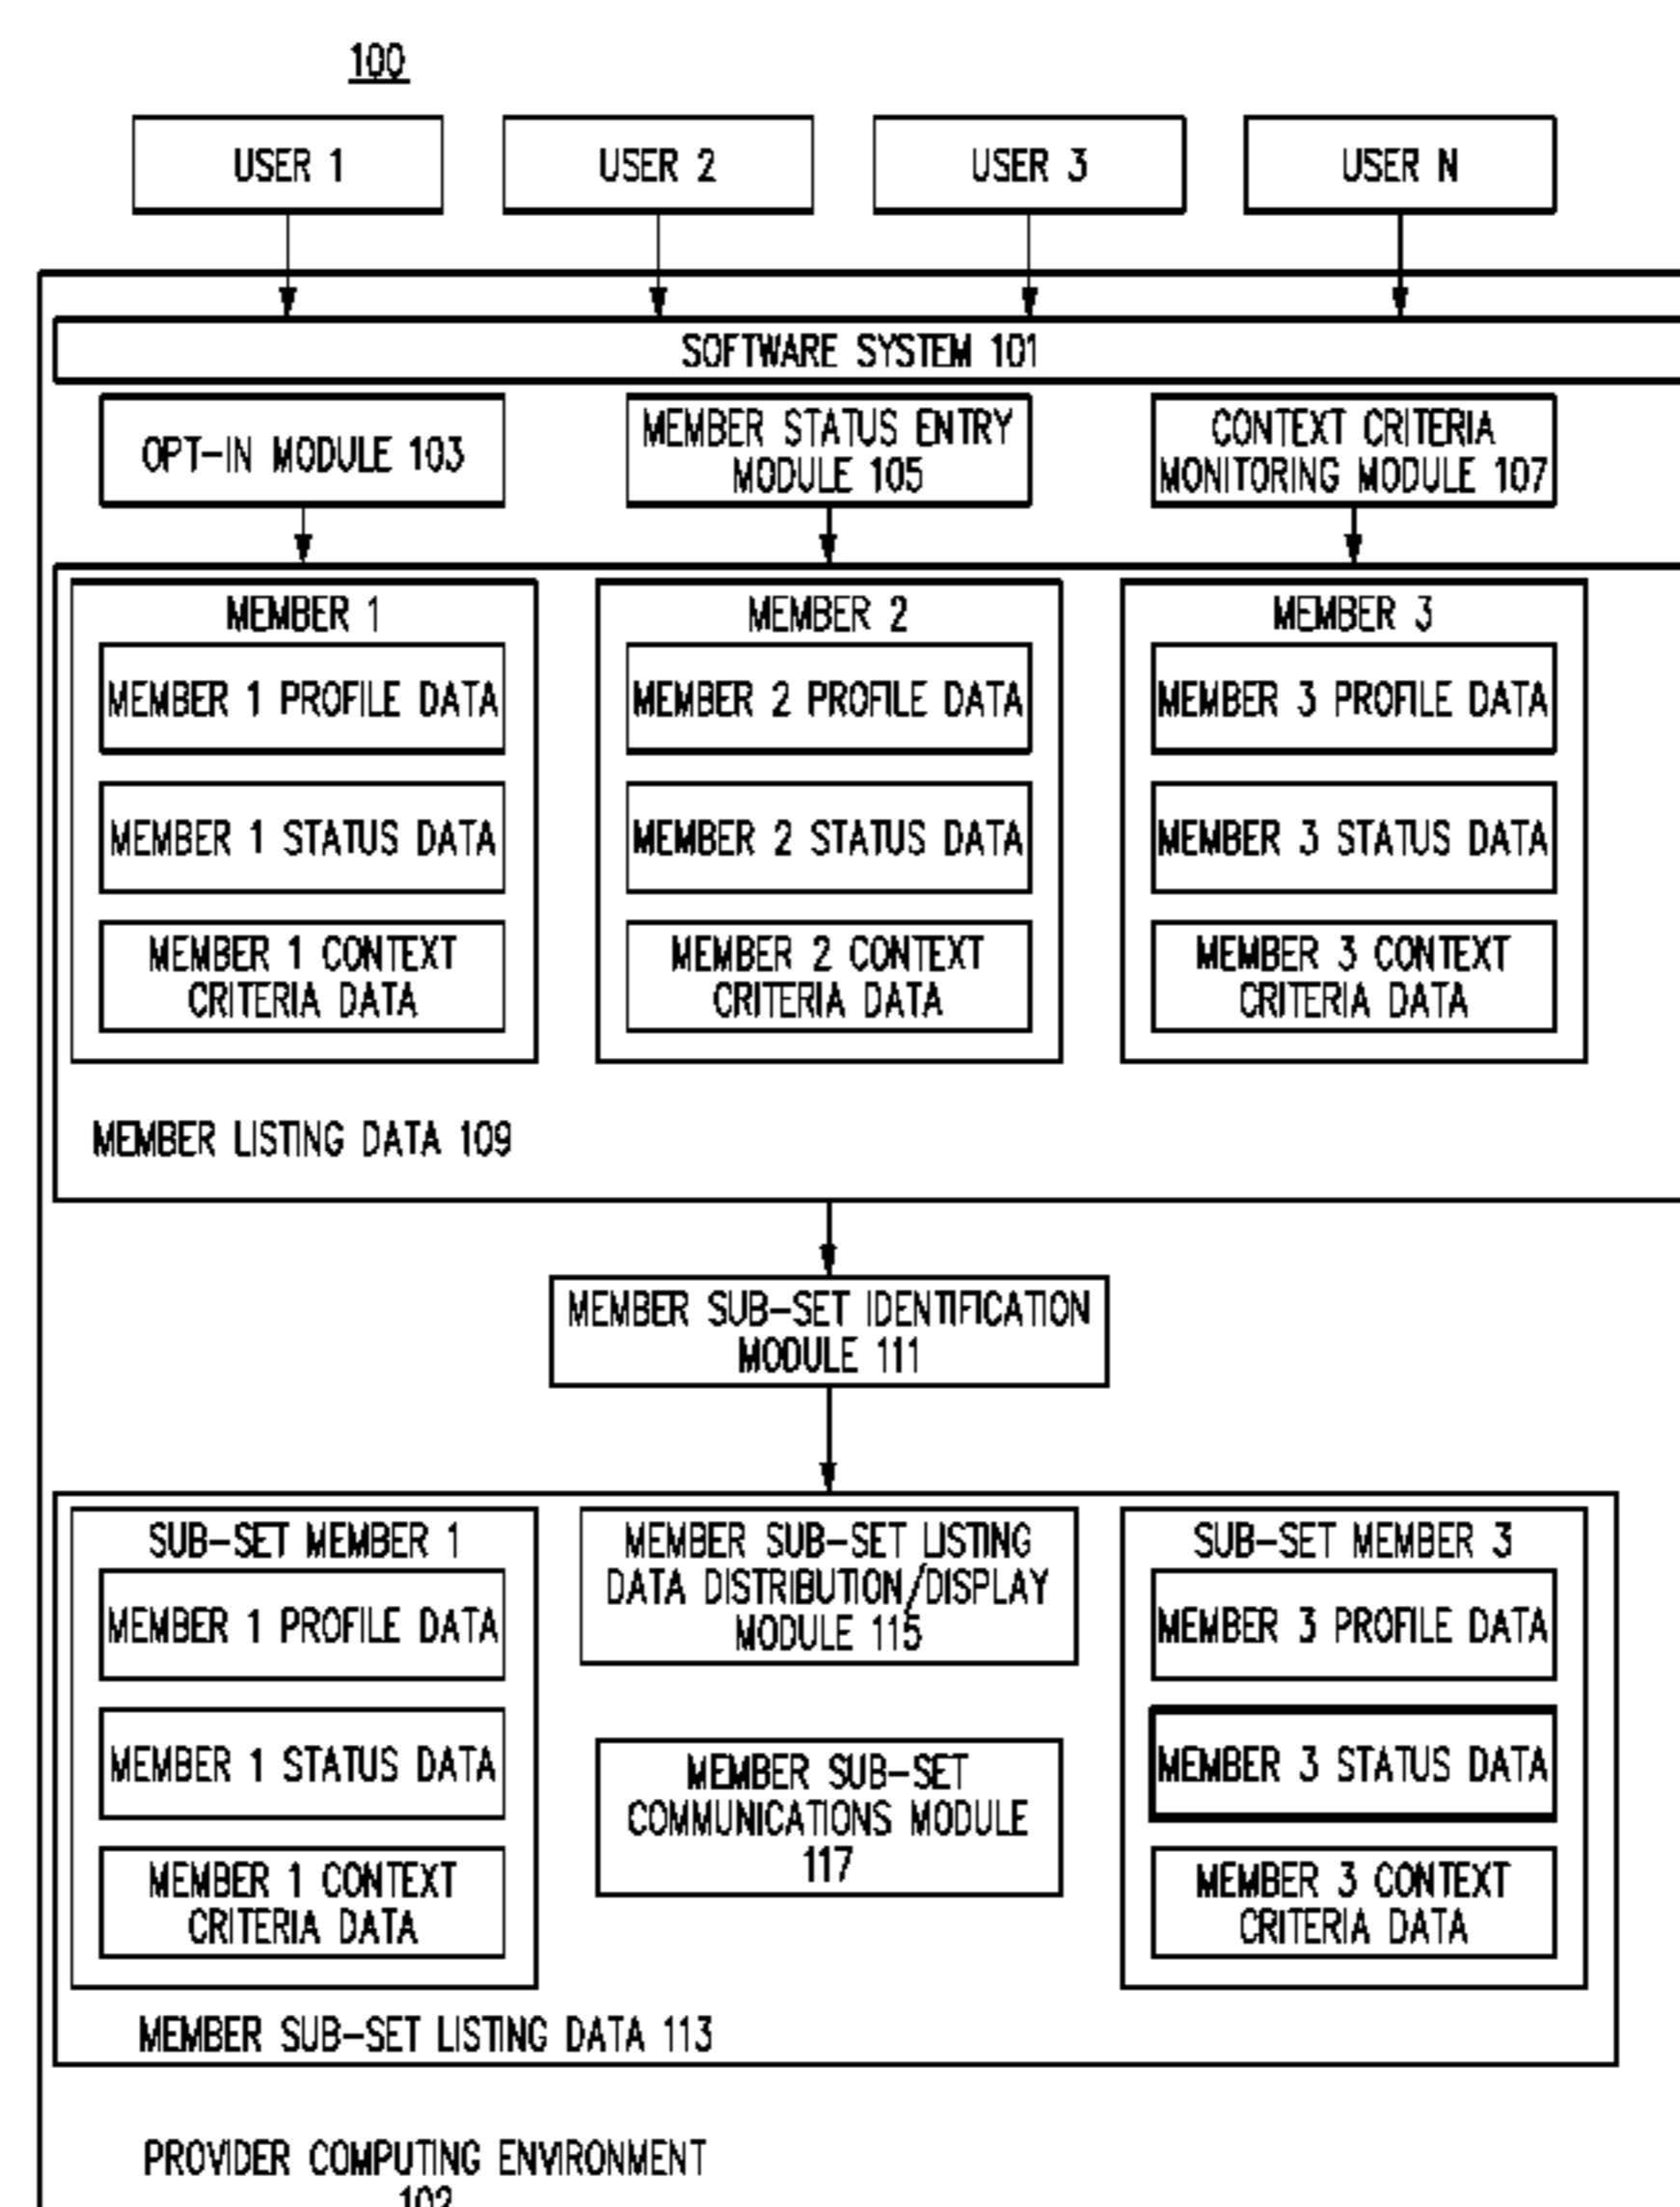 100
USER 1
USER 2
USER 3
USER N
SOFTWARE SYSTEM 101
OPT-IN MODULE 103
MEMBER STATUS ENTRY
MODULE 105
CONTEXT CRITERIA
MONITORING MODULE 107
MEMBER 1
MEMBER 1 PROFILE DATA
MEMBER 1 STATUS DATA
MEMBER 1 CONTEXT
CRITERIA DATA
MEMBER 2
MEMBER 2 PROFILE DATA
MEMBER 2 STATUS DATA
MEMBER 2 CONTEXT
CRITERIA DATA
MEMBER 3
MEMBER 3 PROFILE DATA
MEMBER 3 STATUS DATA
MEMBER 3 CONTEXT
CRITERIA DATA
MEMBER LISTING DATA 109
MEMBER SUB-SET IDENTIFICATION
MODULE 111
SUB-SET MEMBER 1
MEMBER 1 PROFILE DATA
MEMBER 1 STATUS DATA
MEMBER 1 CONTEXT
CRITERIA DATA
MEMBER SUB-SET LISTING
DATA DISTRIBUTION/DISPLAY
MODULE 115
MEMBER SUB-SET
COMMUNICATIONS MODULE
117
SUB-SET MEMBER 3
MEMBER 3 PROFILE DATA
MEMBER 3 STATUS DATA
MEMBER 3 CONTEXT
CRITERIA DATA
MEMBER SUB-SET LISTING DATA 113
PROVIDER COMPUTING ENVIRONMENT
102